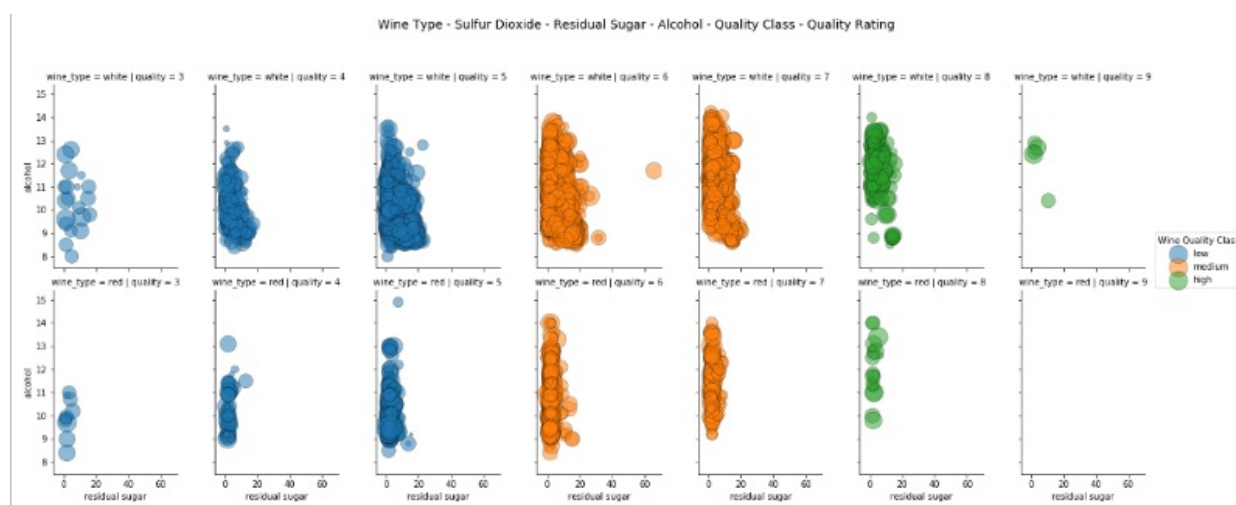 Wine Type - Sulfur Dioxide - Residual Sugar - Alcohol - Quality Class - Quality Rating
wine_type = white | quality = 3
wine_type = white | quality = 4
wine_type = white | quality = 5
wine_type = white | quality = 6
wine_type = white | quality = 7
wine_type = white | quality = 8
wine_type = white | quality = 9
15
14
13
12
11
10
9
8
alcohol
Wine Quality Clas
low
medium
high
wine_type = red | quality = 3
wine_type = red | quality = 4
wine_type = red | quality = 5
wine_type = red | quality = 6
wine_type = red | quality = 7
wine_type = red | quality = 8
wine_type = red | quality = 9
15
14
13
12
11
10
9
8
alcohol
0 20 40 60
0 20 40 60
0 20 40 60
0 20 40 60
0 20 40 60
0 20 40 60
0 20 40 60
residual sugar
residual sugar
residual sugar
residual sugar
residual sugar
residual sugar
residual sugar